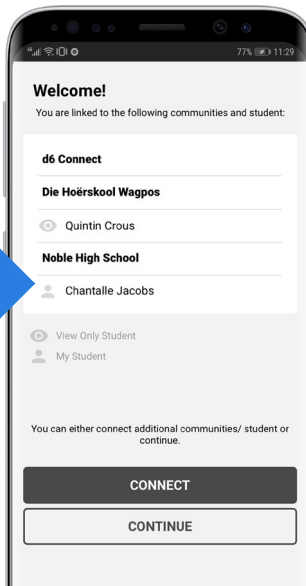 77% 11:29
Welcome!
You are linked to the following communities and student:
d6 Connect
Die Hoërskool Wagpos
Quintin Crous
Noble High School
Chantalle Jacobs
View Only Student
My Student
You can either connect additional communities/ student or
continue.
CONNECT
CONTINUE